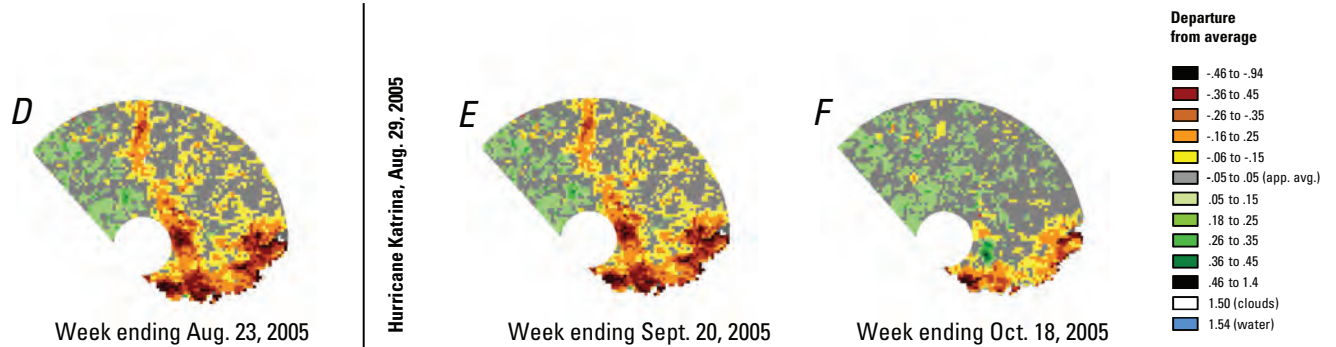 D
Week ending Aug. 23, 2005
Hurricane Katrina, Aug. 29, 2005
E
Week ending Sept. 20, 2005
F
Week ending Oct. 18, 2005
Departure
from average
-.46 to -.94
-.36 to .45
-.26 to -.35
-.16 to .25
-.06 to -.15
-.05 to .05 (app. avg.)
.05 to .15
.18 to .25
.26 to .35
.36 to .45
.46 to 1.4
1.50 (clouds)
1.54 (water)